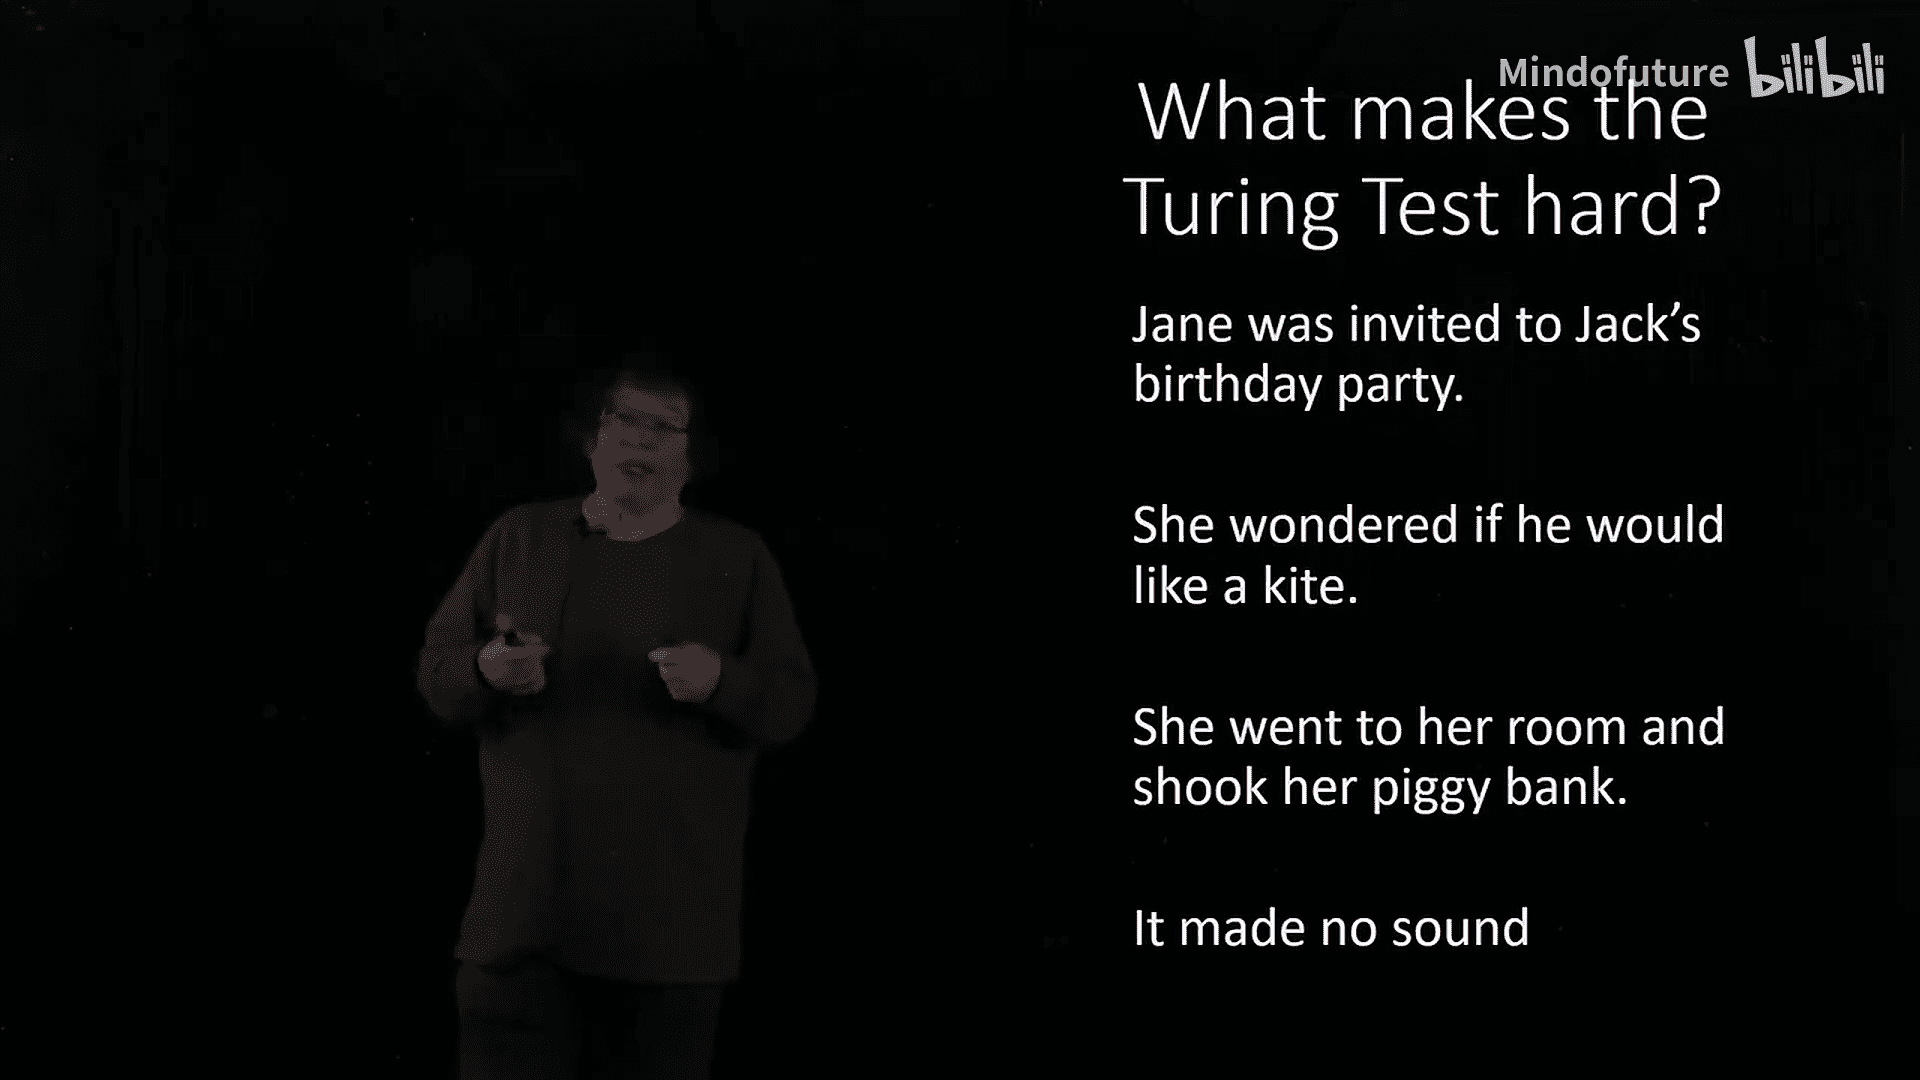 Mindofuture bilibili
What makes the
Turing Test hard?
Jane was invited to Jack’s
birthday party.
She wondered if he would
like a kite.
She went to her room and
shook her piggy bank.
It made no sound